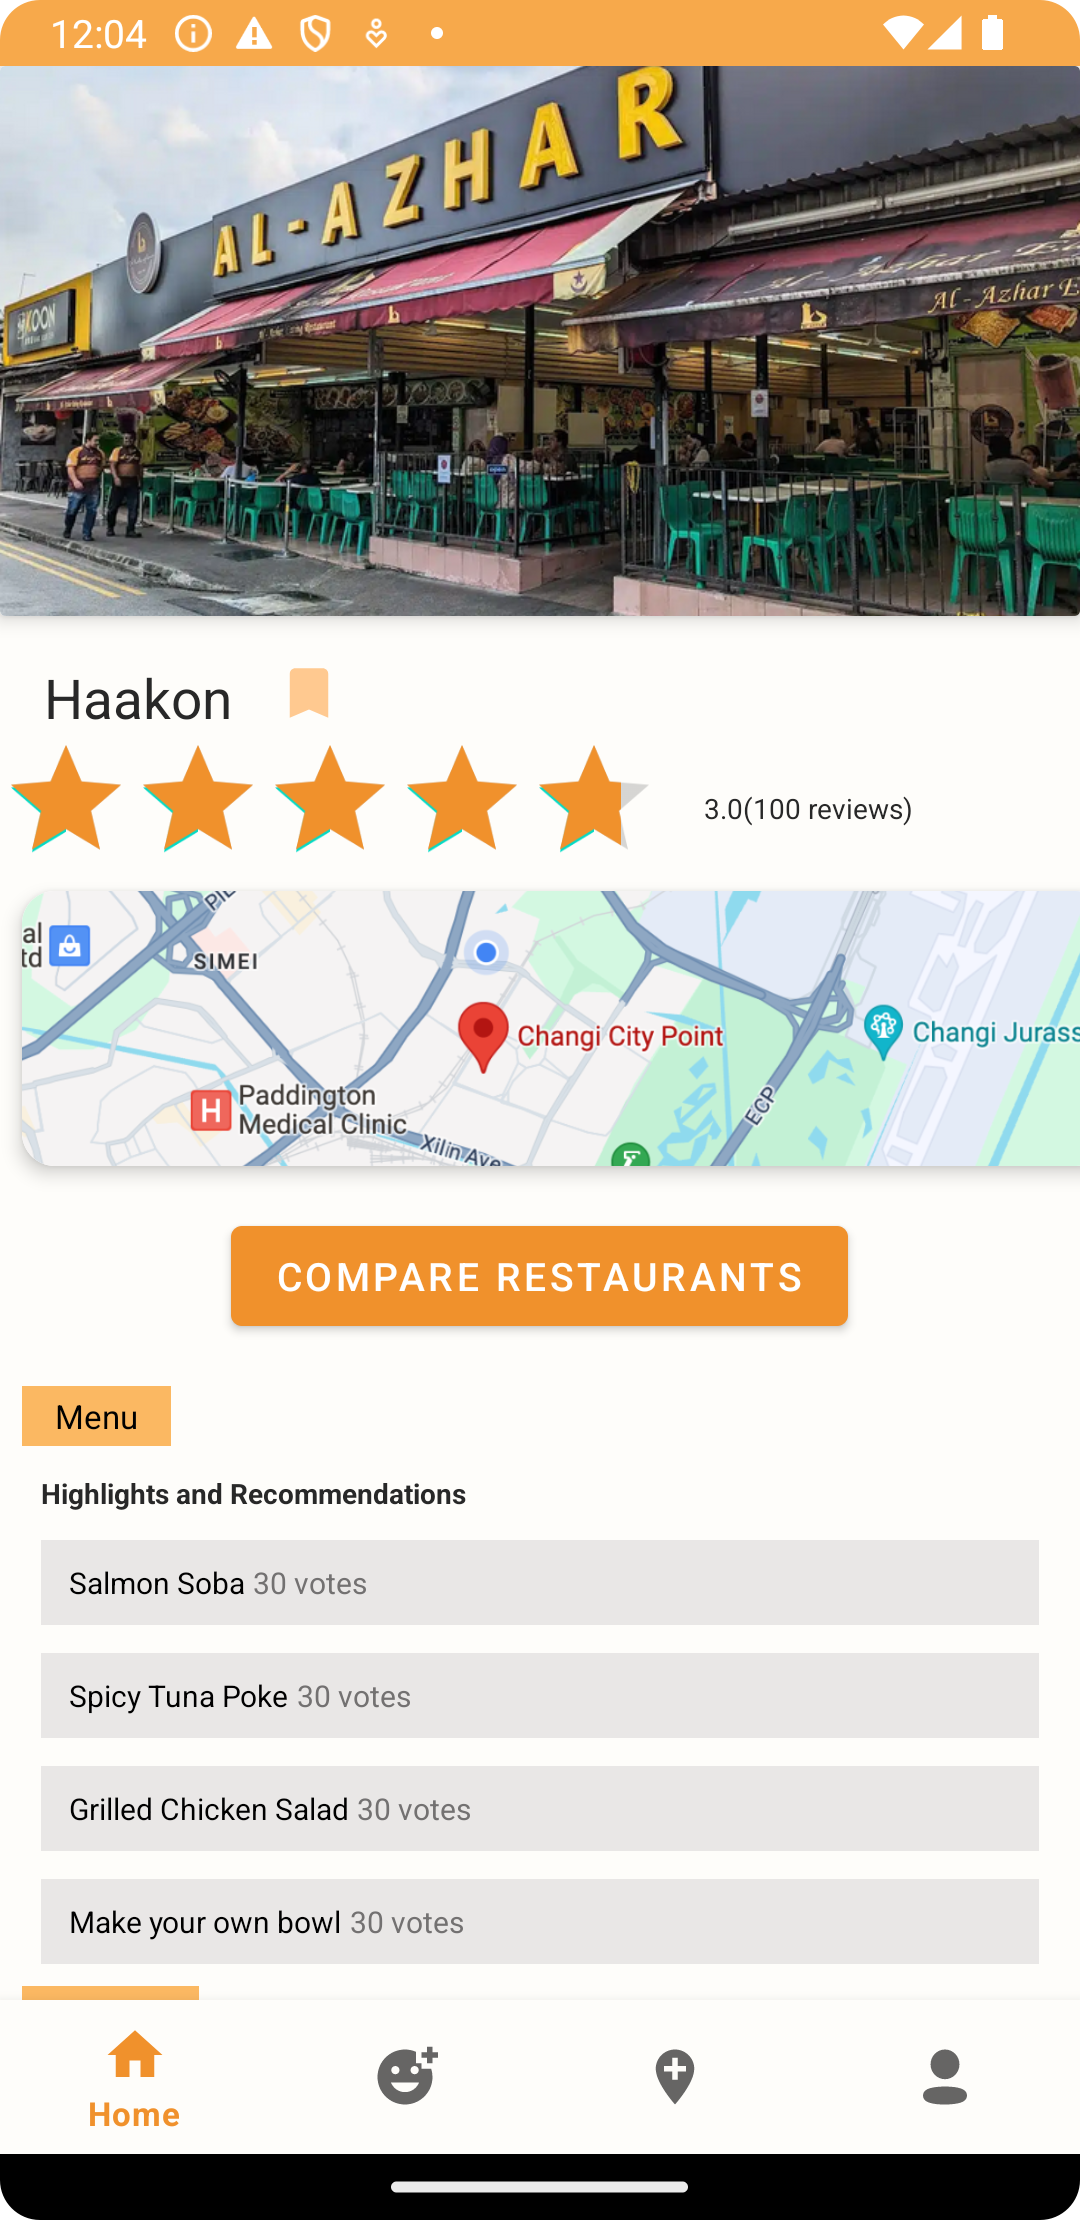 12:04
AL-AZHAR
KOON
Al-Azhar E
Haakon
3.0(100 reviews)
al
td
PIE
SIMEI
Changi City Point
Changi Jurass
Paddington
Medical Clinic
H
ECP
Xilin Ave
COMPARE RESTAURANTS
Menu
Highlights and Recommendations
Salmon Soba 30 votes
Spicy Tuna Poke 30 votes
Grilled Chicken Salad 30 votes
Make your own bowl 30 votes
Home